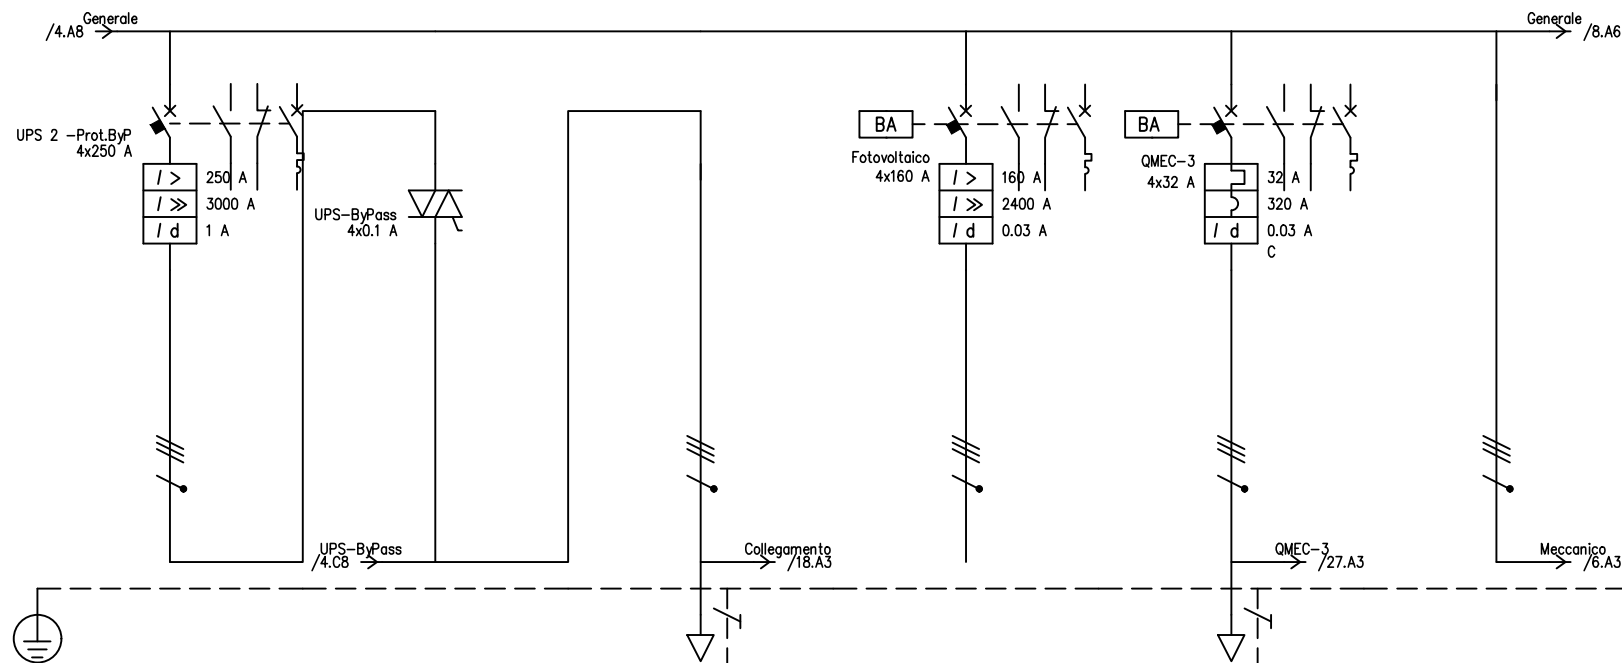 Generale
/4.A8
Generale
/8.A6
UPS 2 -Prot.ByP
4x250 A
I > 250 A
I >> 3000 A
I d 1 A
UPS-ByPass
4x0.1 A
BA
Fotovoltaico
4x160 A
I > 160 A
I >> 2400 A
I d 0.03 A
BA
QMEC-3
4x32 A
32 A
320 A
I d 0.03 A
C
UPS-ByPass
/4.C8
Collegamento
/18.A3
QMEC-3
/27.A3
Meccanico
/6.A3